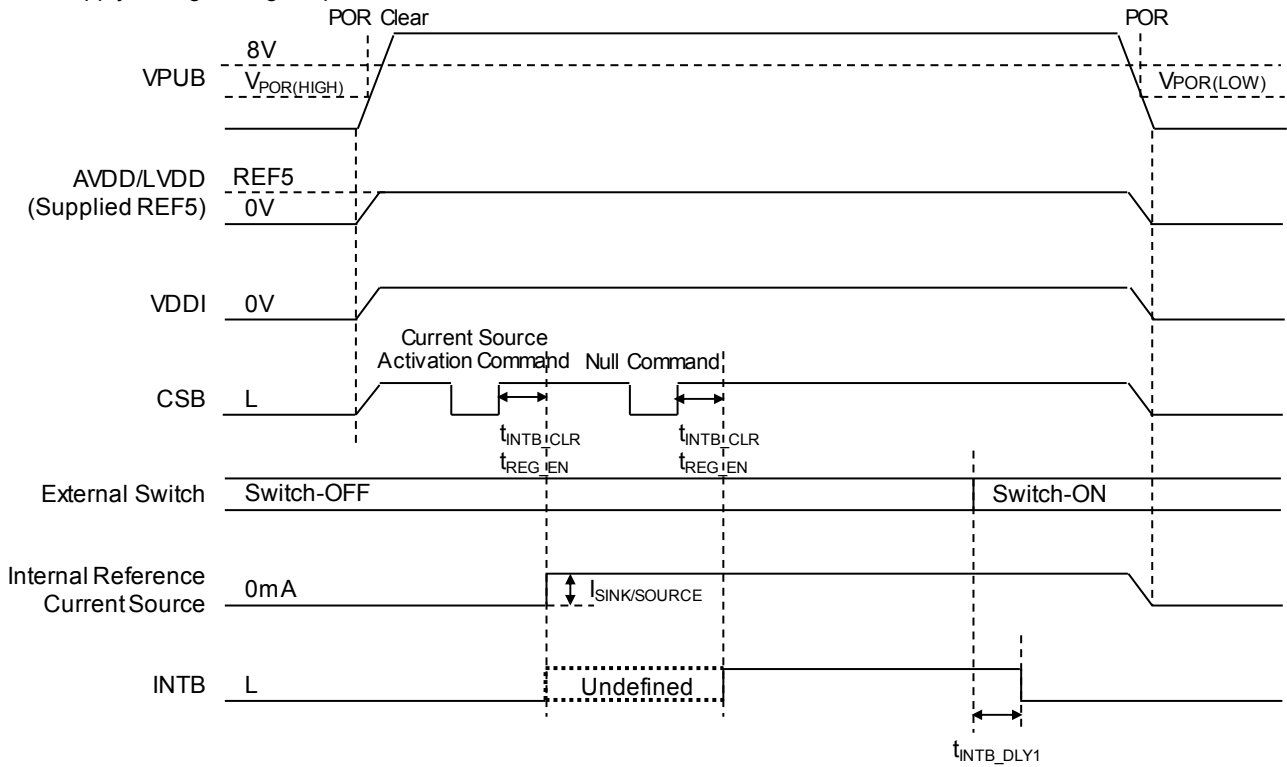 POR Clear
POR
8V
VPUB
VPOR(HIGH)
VPOR(LOW)
AVDD/LVDD
(Supplied REF5)
REF5
0V
VDDI
0V
Current Source
Activation Command
Null Command
CSB
L
tINTB_CLR
tREG_EN
tINTB_CLR
tREG_EN
External Switch
Switch-OFF
Switch-ON
Internal Reference
Current Source
0mA
ISINK/SOURCE
INTB
L
Undefined
tINTB_DLY1